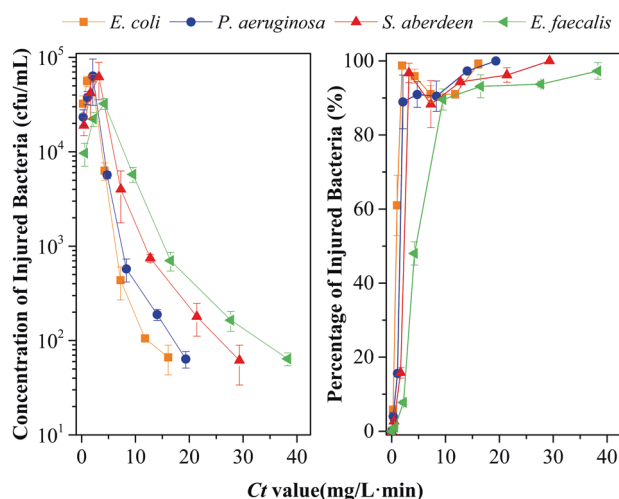 E. coli P. aeruginosa S. aberdeen E. faecalis
Concentration of Injured Bacteria (cfu/mL)
10^5
10^4
10^3
10^2
10^1
0 10 20 30 40
Percentage of Injured Bacteria (%)
100
80
60
40
20
0
0 10 20 30 40
Ct value(mg/L·min)